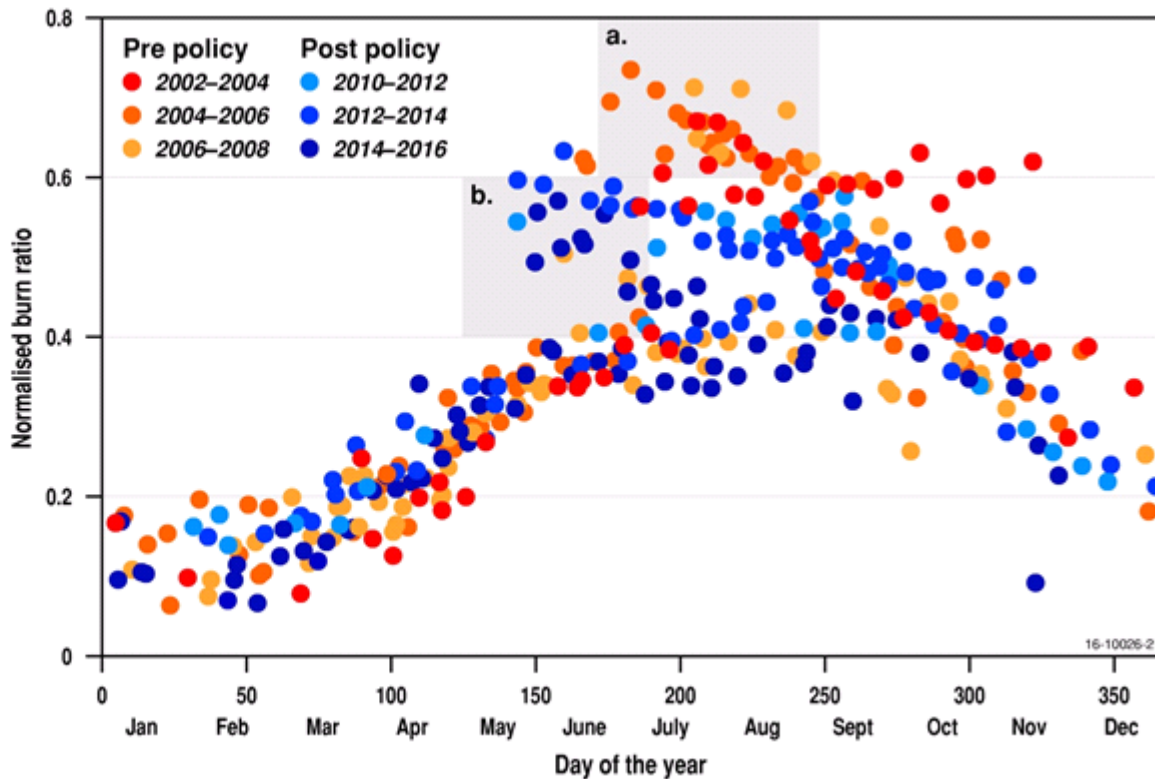 0.8
0.6
0.4
0.2
0
Normalised burn ratio
Pre policy
2002–2004
2004–2006
2006–2008
Post policy
2010–2012
2012–2014
2014–2016
a.
b.
16-10026-2
0 50 100 150 200 250 300 350
Jan Feb Mar Apr May June July Aug Sept Oct Nov Dec
Day of the year